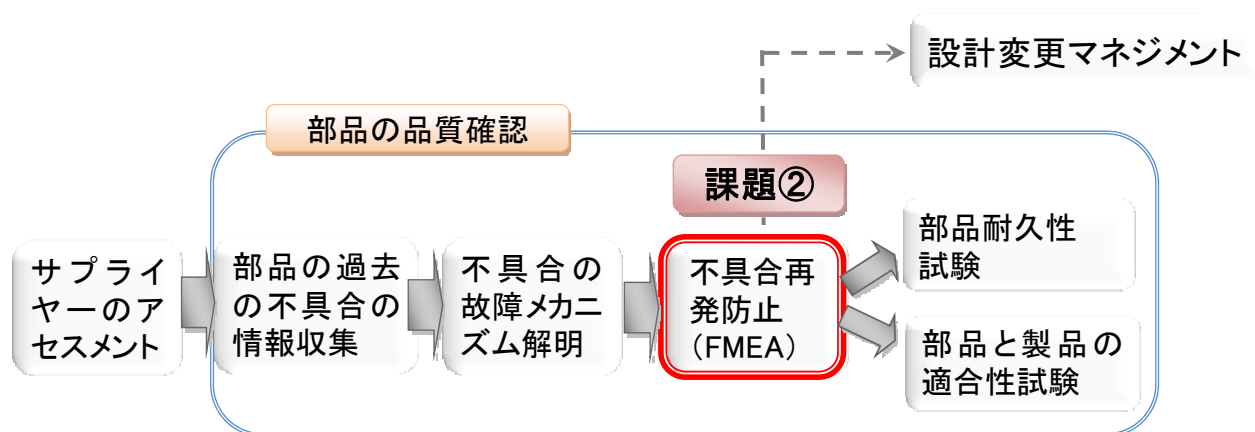 設計変更マネジメント
部品の品質確認
課題②
サプライ
ヤーのア
セスメント
部品の過去
の不具合の
情報収集
不具合の
故障メカニ
ズム解明
不具合再
発防止
（FMEA）
部品耐久性
試験
部品と製品の
適合性試験